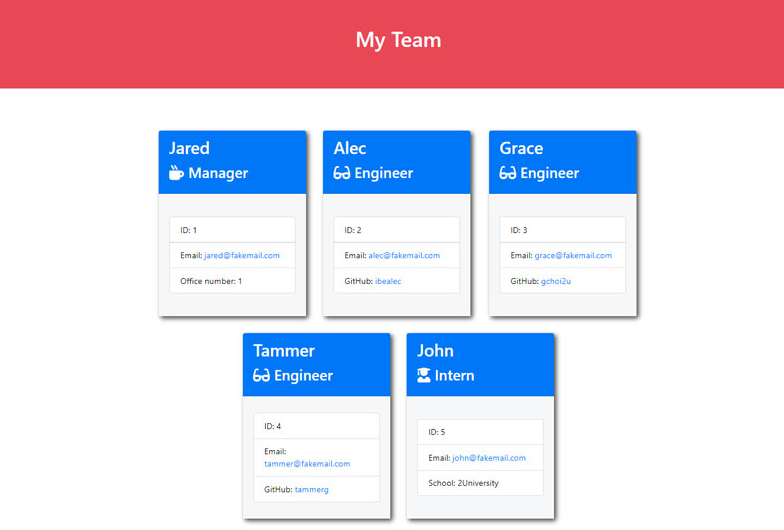 My Team
Jared
Manager
ID: 1
Email: jared@fakemail.com
Office number: 1
Alec
Engineer
ID: 2
Email: alec@fakemail.com
GitHub: ibealec
Grace
Engineer
ID: 3
Email: grace@fakemail.com
GitHub: gchoi2u
Tammer
Engineer
ID: 4
Email:
tammer@fakemail.com
GitHub: tammerg
John
Intern
ID: 5
Email: john@fakemail.com
School: 2University